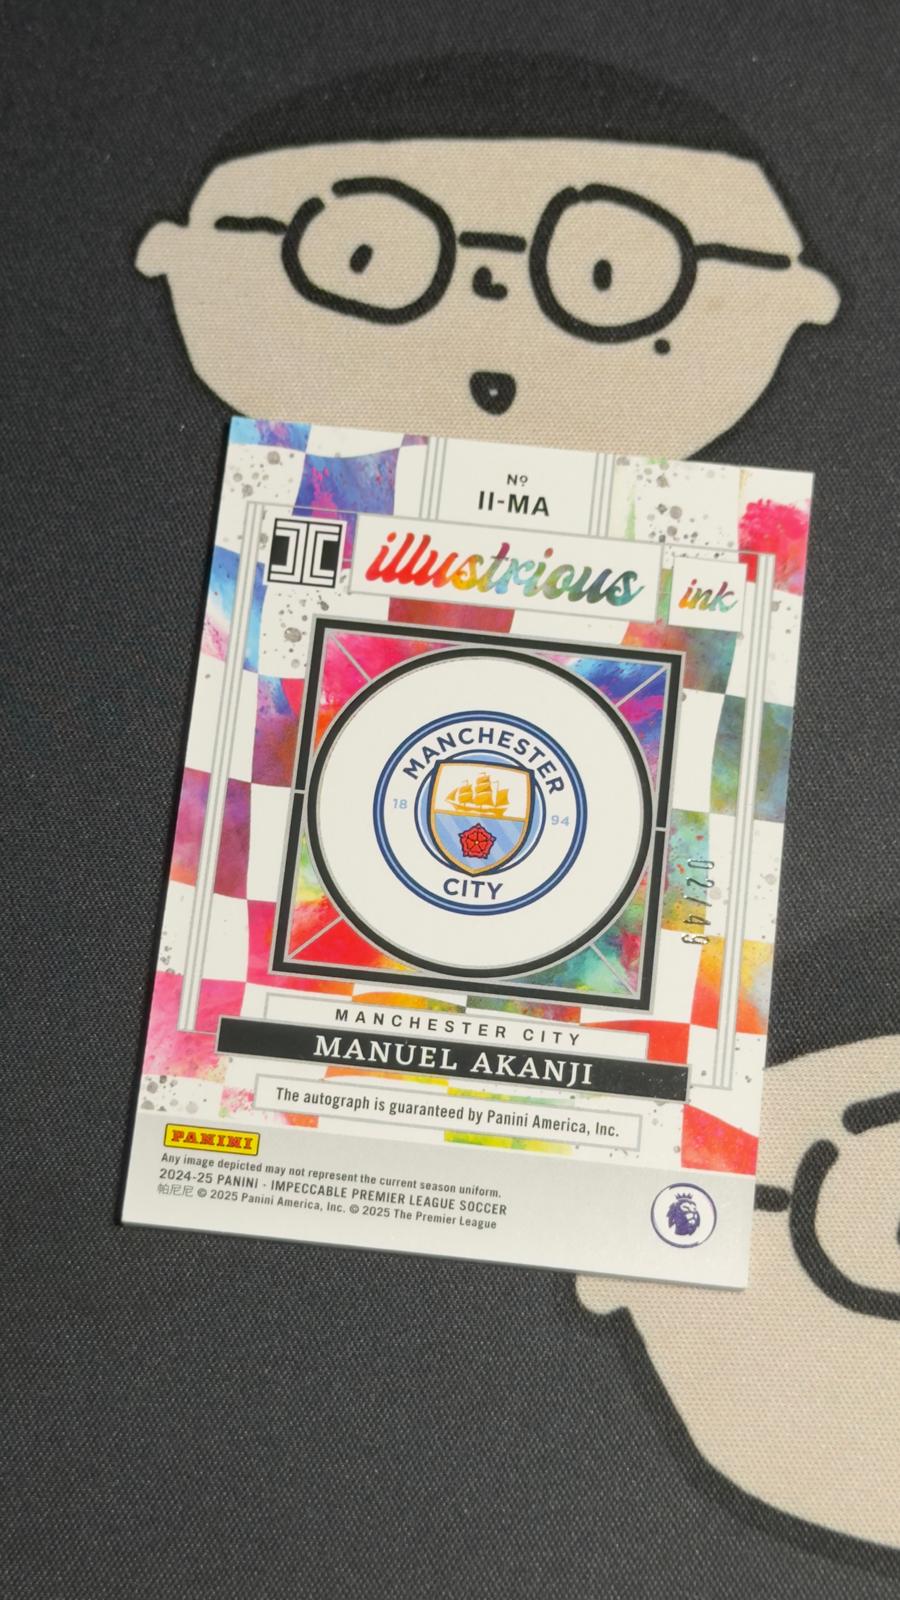 Nº
II-MA
illustrious
ink
MANCHESTER
18 94
CITY
02/49
MANCHESTER CITY
MANUEL AKANJI
The autograph is guaranteed by Panini America, Inc.
PANINI
Any image depicted may not represent the current season uniform.
2024-25 PANINI - IMPECCABLE PREMIER LEAGUE SOCCER
帕尼尼 © 2025 Panini America, Inc. © 2025 The Premier League